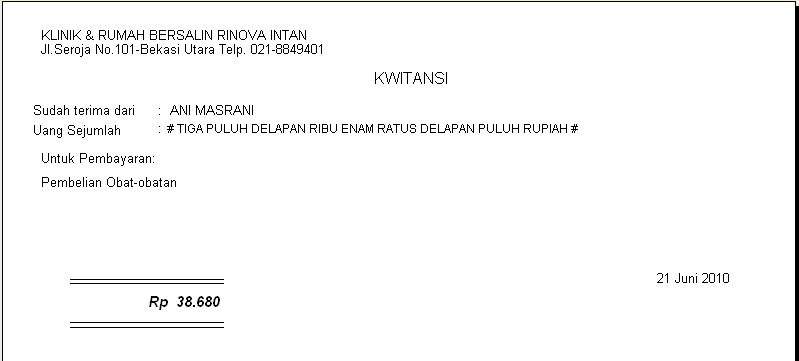 KLINIK & RUMAH BERSALIN RINOVA INTAN
Jl.Seroja No.101-Bekasi Utara Telp. 021-8849401
KWITANSI
Sudah terima dari : ANI MASRANI
Uang Sejumlah : # TIGA PULUH DELAPAN RIBU ENAM RATUS DELAPAN PULUH RUPIAH #
Untuk Pembayaran:
Pembelian Obat-obatan
21 Juni 2010
Rp 38.680